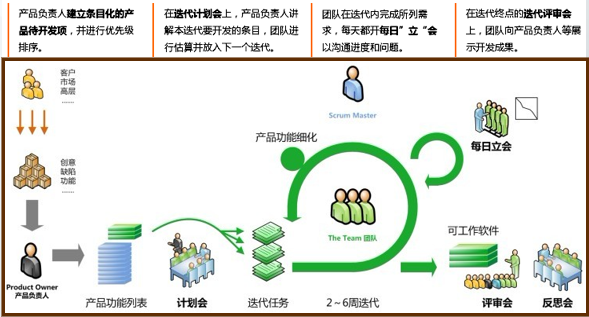 产品负责人建立条目化的产
品待开发项，并进行优先级
排序。
在迭代计划会上，产品负责人讲
解本迭代要开发的条目，团队进
行估算并放入下一个迭代。
团队在迭代内完成所列需
求，每天都开每日”立“会
以沟通进度和问题。
在迭代终点的迭代评审会
上，团队向产品负责人等展
示开发成果。
客户
市场
高层
......
创意
缺陷
功能
......
Product Owner
产品负责人
产品功能列表
计划会
迭代任务
产品功能细化
Scrum Master
The Team 团队
2～6周迭代
每日立会
可工作软件
评审会
反思会